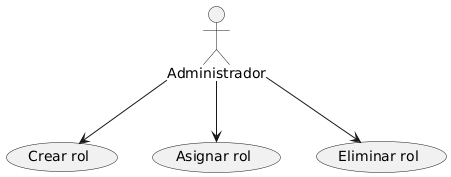 Administrador
Crear rol
Asignar rol
Eliminar rol